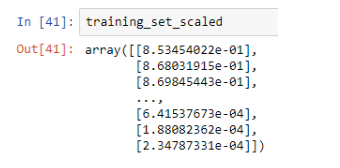 In [41]: training_set_scaled
Out[41]: array([[8.53454022e-01],
[8.68031915e-01],
[8.69845443e-01],
...,
[6.41537673e-04],
[1.88082362e-04],
[2.34787331e-04]])